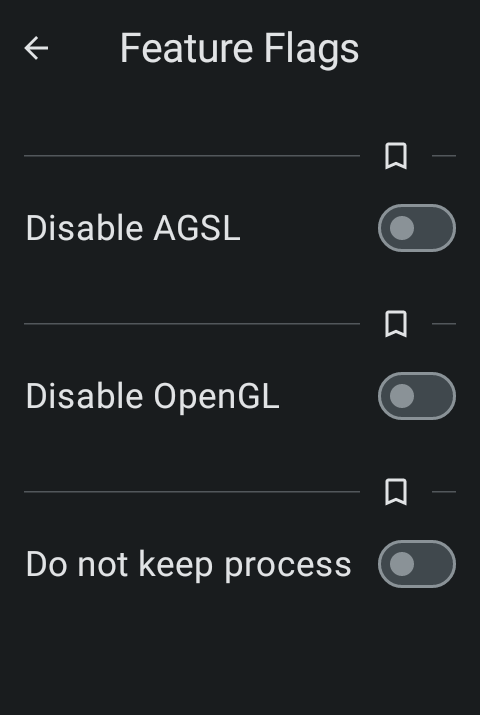 Feature Flags
Disable AGSL
Disable OpenGL
Do not keep process